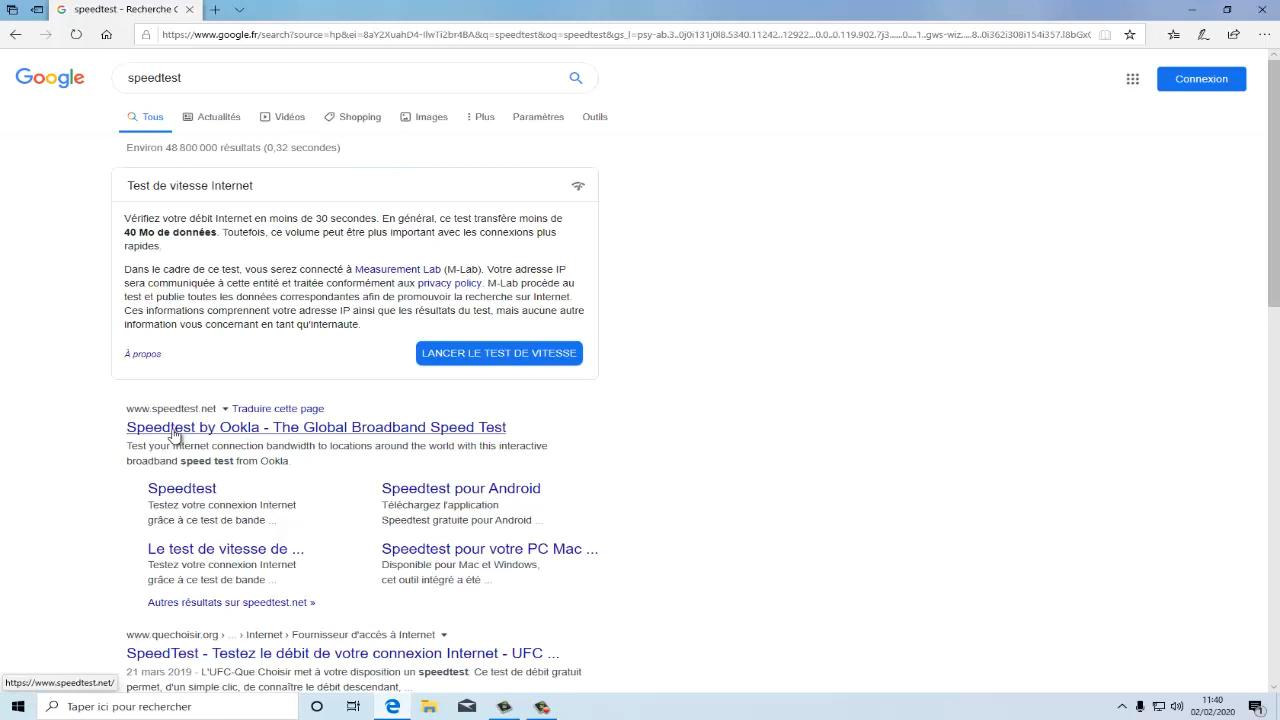 speedtest - Recherche G
https://www.google.fr/search?source=hp&ei=8aY2XuahD4-IlwTi2br4BA&q=speedtest&oq=speedtest&gs_l=psy-ab.3..0j0i131j0l8.5340.11242..12922...0.0..0.119.902.7j3......0....1..gws-wiz.....8..0i362i308i154i357.l8bGxG
Google
speedtest
Connexion
Tous Actualités Vidéos Shopping Images Plus Paramètres Outils
Environ 48 800 000 résultats (0,32 secondes)
Test de vitesse Internet
Vérifiez votre débit Internet en moins de 30 secondes. En général, ce test transfère moins de
40 Mo de données. Toutefois, ce volume peut être plus important avec les connexions plus
rapides.
Dans le cadre de ce test, vous serez connecté à Measurement Lab (M-Lab). Votre adresse IP
sera communiquée à cette entité et traitée conformément aux privacy policy. M-Lab procède au
test et publie toutes les données correspondantes afin de promouvoir la recherche sur Internet.
Ces informations comprennent votre adresse IP ainsi que les résultats du test, mais aucune autre
information vous concernant en tant qu'internaute.
À propos
LANCER LE TEST DE VITESSE
www.speedtest.net Traduire cette page
Speedtest by Ookla - The Global Broadband Speed Test
Test your Internet connection bandwidth to locations around the world with this interactive
broadband speed test from Ookla.
Speedtest
Testez votre connexion Internet
grâce à ce test de bande ...
Speedtest pour Android
Téléchargez l'application
Speedtest gratuite pour Android ...
Le test de vitesse de ...
Testez votre connexion Internet
grâce à ce test de bande ...
Speedtest pour votre PC Mac ...
Disponible pour Mac et Windows,
cet outil intégré a été ...
Autres résultats sur speedtest.net »
www.quechoisir.org › ... › Internet › Fournisseur d'accès à Internet
SpeedTest - Testez le débit de votre connexion Internet - UFC ...
21 mars 2019 - L'UFC-Que Choisir met à votre disposition un speedtest. Ce test de débit gratuit
permet, d'un simple clic, de connaître le débit descendant, ...
https://www.speedtest.net/
Taper ici pour rechercher
11:40
02/02/2020
1